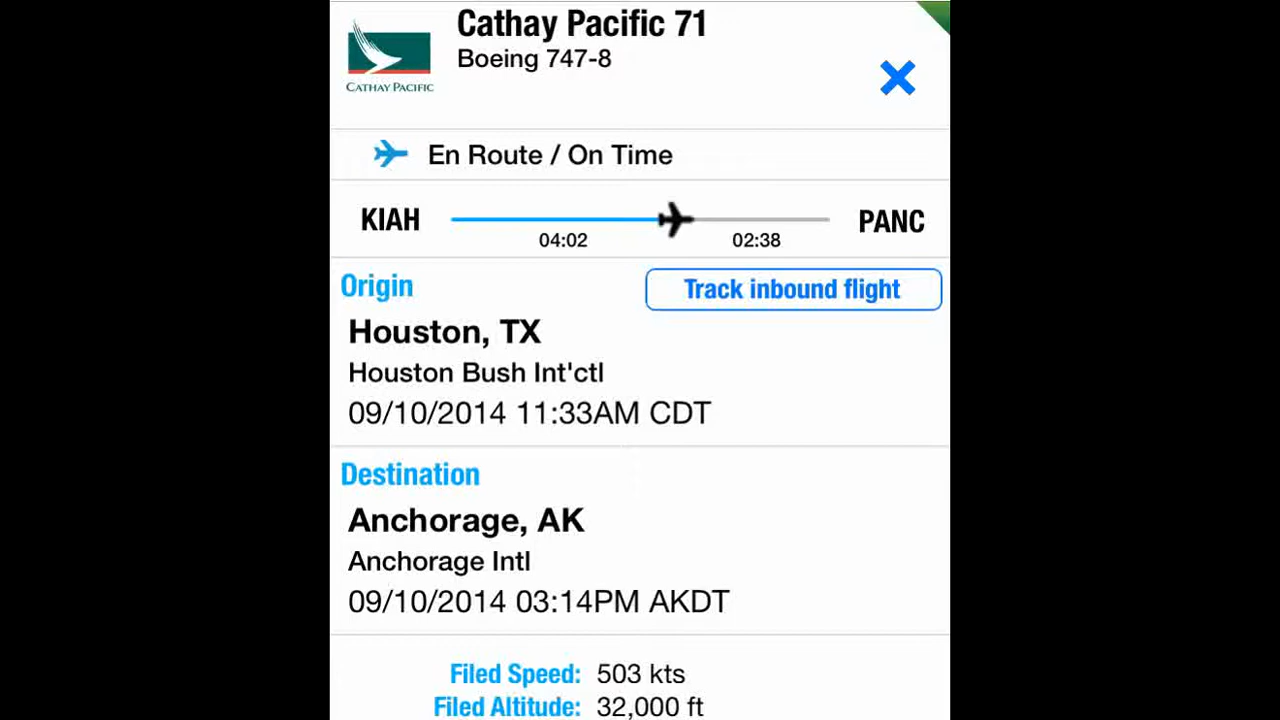 Cathay Pacific 71
Boeing 747-8
CATHAY PACIFIC
En Route / On Time
KIAH
PANC
04:02
02:38
Origin
Track inbound flight
Houston, TX
Houston Bush Int'ctl
09/10/2014 11:33AM CDT
Destination
Anchorage, AK
Anchorage Intl
09/10/2014 03:14PM AKDT
Filed Speed: 503 kts
Filed Altitude: 32,000 ft